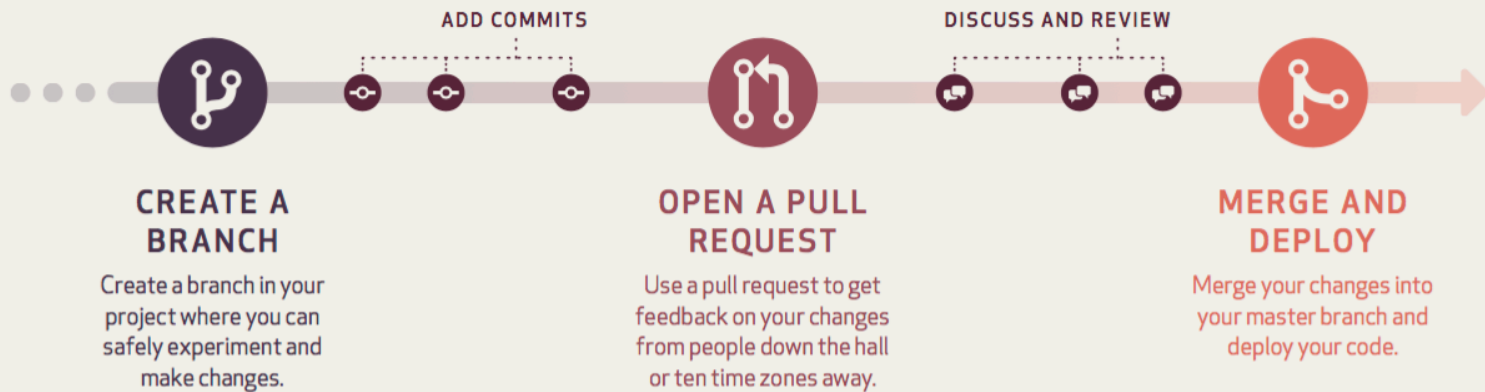 ADD COMMITS
DISCUSS AND REVIEW
CREATE A
BRANCH
Create a branch in your
project where you can
safely experiment and
make changes.
OPEN A PULL
REQUEST
Use a pull request to get
feedback on your changes
from people down the hall
or ten time zones away.
MERGE AND
DEPLOY
Merge your changes into
your master branch and
deploy your code.